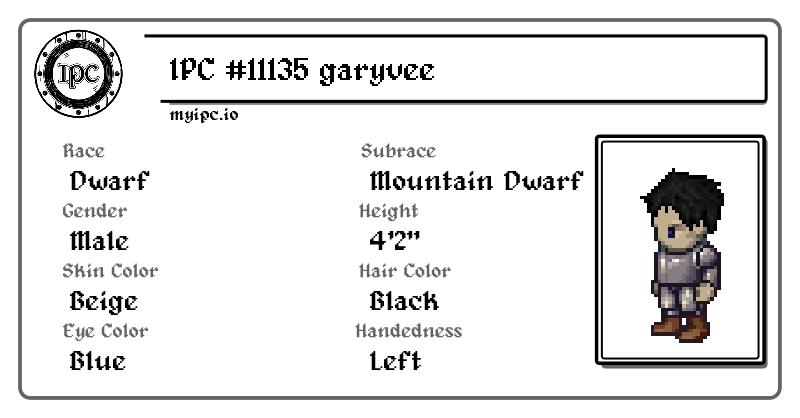 IPC
IPC #11135 garyvee
myipc.io
Race
Dwarf
Subrace
Mountain Dwarf
Gender
Male
Height
4'2"
Skin Color
Beige
Hair Color
Black
Eye Color
Blue
Handedness
Left